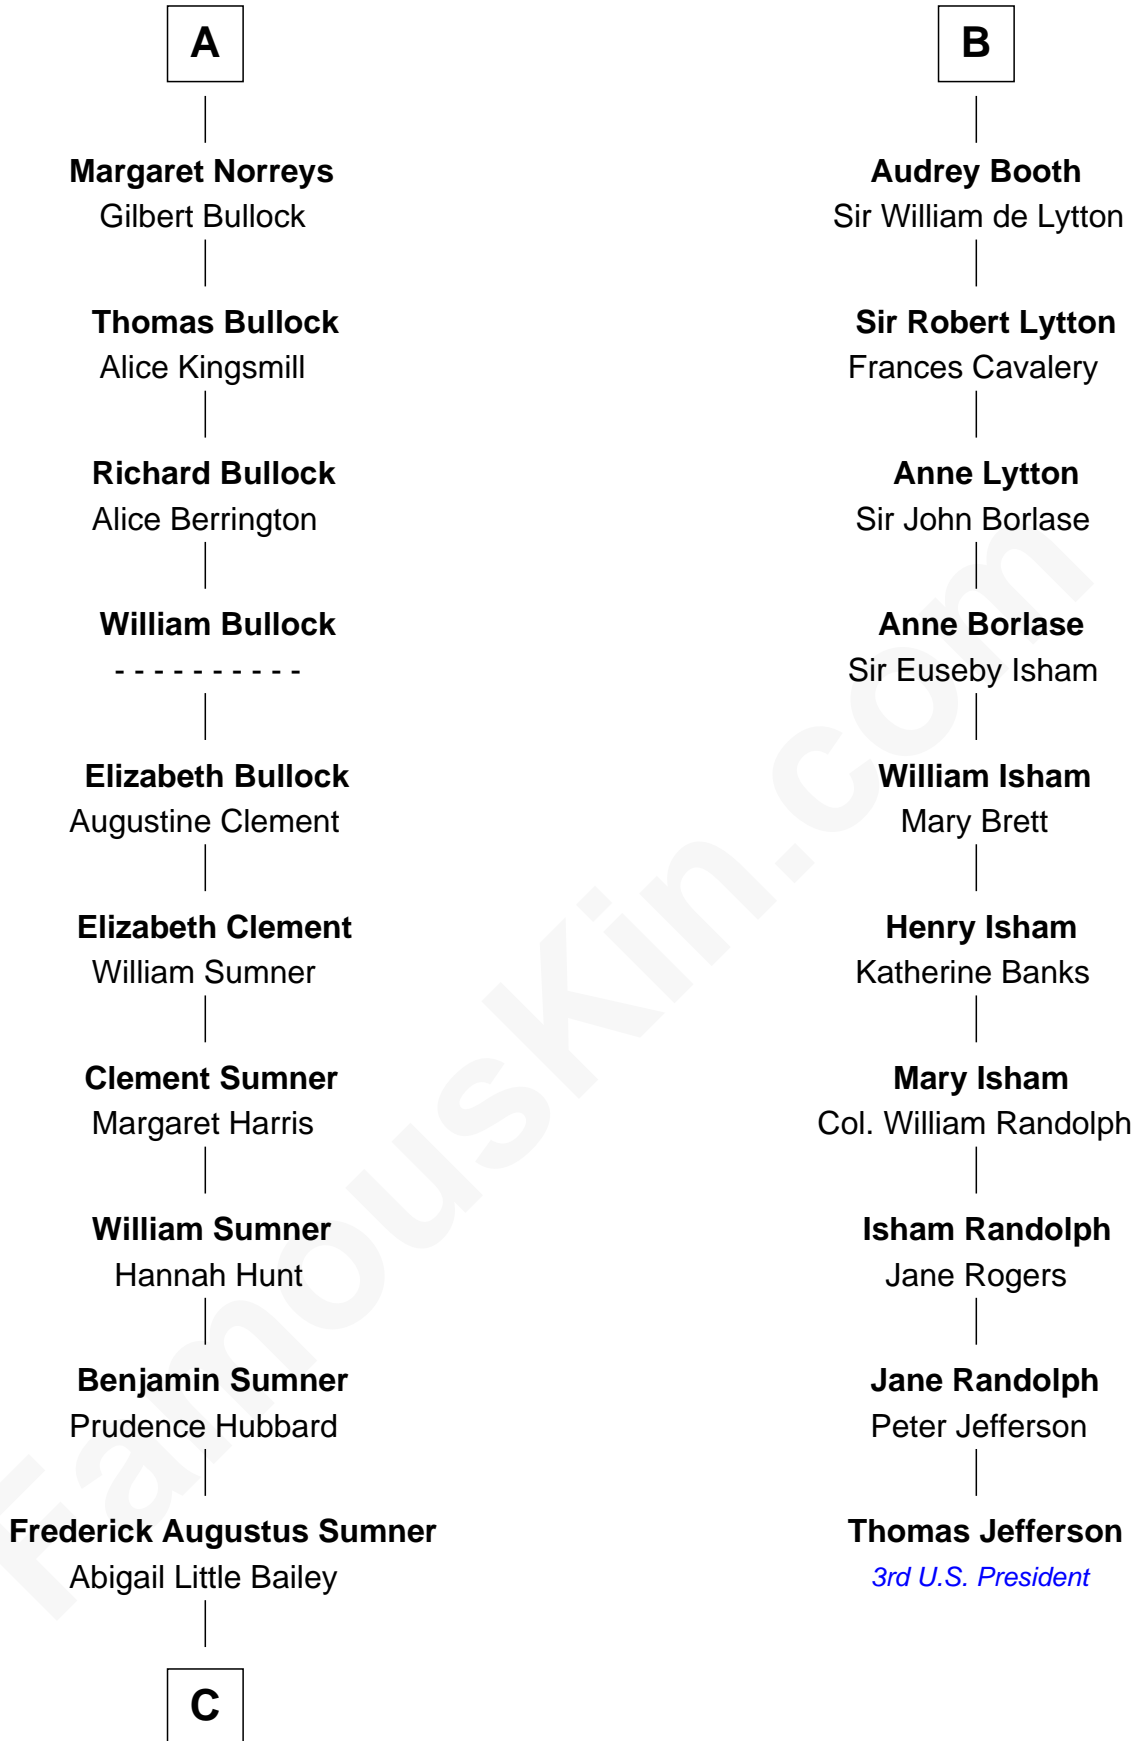 A
Margaret Norreys
Gilbert Bullock
Thomas Bullock
Alice Kingsmill
Richard Bullock
Alice Berrington
William Bullock
- - - - - - - - - -
Elizabeth Bullock
Augustine Clement
Elizabeth Clement
William Sumner
Clement Sumner
Margaret Harris
William Sumner
Hannah Hunt
Benjamin Sumner
Prudence Hubbard
Frederick Augustus Sumner
Abigail Little Bailey
C
B
Audrey Booth
Sir William de Lytton
Sir Robert Lytton
Frances Cavalery
Anne Lytton
Sir John Borlase
Anne Borlase
Sir Euseby Isham
William Isham
Mary Brett
Henry Isham
Katherine Banks
Mary Isham
Col. William Randolph
Isham Randolph
Jane Rogers
Jane Randolph
Peter Jefferson
Thomas Jefferson
3rd U.S. President
FamousKin.com